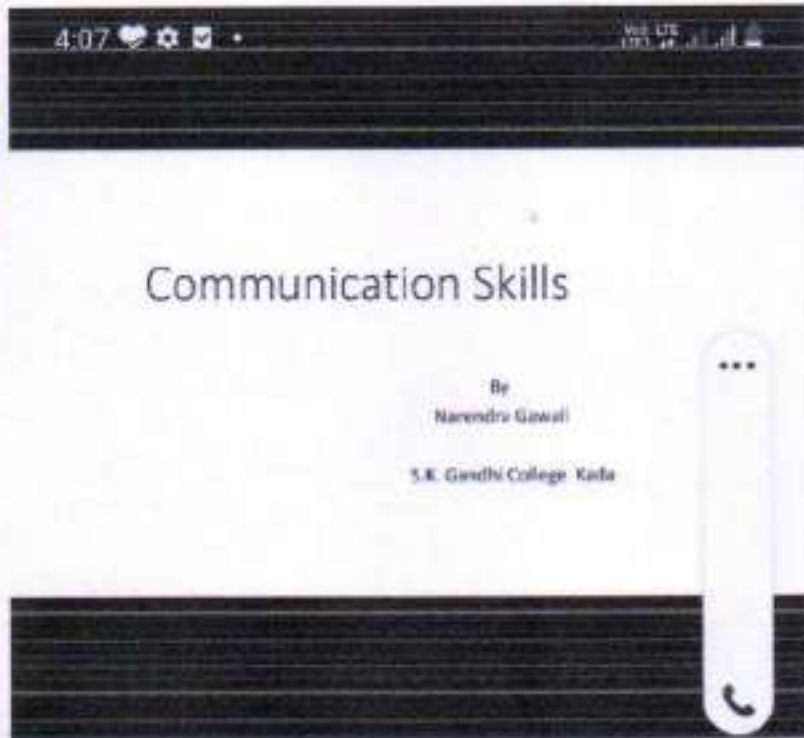 4:07
Communication Skills
By
Narendra Gawali
S.K. Gandhi College Kada